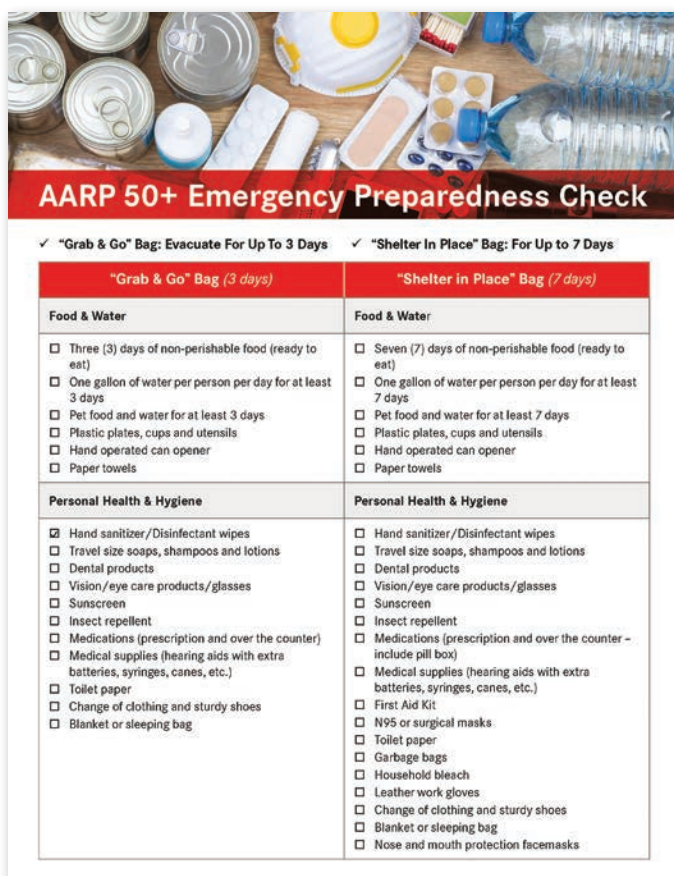 AARP 50+ Emergency Preparedness Check
✓ "Grab & Go" Bag: Evacuate For Up To 3 Days
✓ "Shelter In Place" Bag: For Up to 7 Days
"Grab & Go" Bag (3 days)
Food & Water
☐ Three (3) days of non-perishable food (ready to
eat)
☐ One gallon of water per person per day for at least
3 days
☐ Pet food and water for at least 3 days
☐ Plastic plates, cups and utensils
☐ Hand operated can opener
☐ Paper towels
Personal Health & Hygiene
☑ Hand sanitizer/Disinfectant wipes
☐ Travel size soaps, shampoos and lotions
☐ Dental products
☐ Vision/eye care products/glasses
☐ Sunscreen
☐ Insect repellent
☐ Medications (prescription and over the counter)
☐ Medical supplies (hearing aids with extra
batteries, syringes, canes, etc.)
☐ Toilet paper
☐ Change of clothing and sturdy shoes
☐ Blanket or sleeping bag
"Shelter in Place" Bag (7 days)
Food & Water
☐ Seven (7) days of non-perishable food (ready to
eat)
☐ One gallon of water per person per day for at least
7 days
☐ Pet food and water for at least 7 days
☐ Plastic plates, cups and utensils
☐ Hand operated can opener
☐ Paper towels
Personal Health & Hygiene
☐ Hand sanitizer/Disinfectant wipes
☐ Travel size soaps, shampoos and lotions
☐ Dental products
☐ Vision/eye care products/glasses
☐ Sunscreen
☐ Insect repellent
☐ Medications (prescription and over the counter –
include pill box)
☐ Medical supplies (hearing aids with extra
batteries, syringes, canes, etc.)
☐ First Aid Kit
☐ N95 or surgical masks
☐ Toilet paper
☐ Garbage bags
☐ Household bleach
☐ Leather work gloves
☐ Change of clothing and sturdy shoes
☐ Blanket or sleeping bag
☐ Nose and mouth protection facemasks